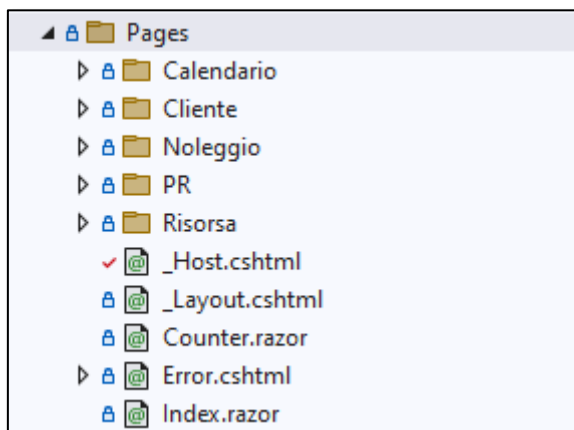 Pages
Calendario
Cliente
Noleggio
PR
Risorsa
_Host.cshtml
_Layout.cshtml
Counter.razor
Error.cshtml
Index.razor